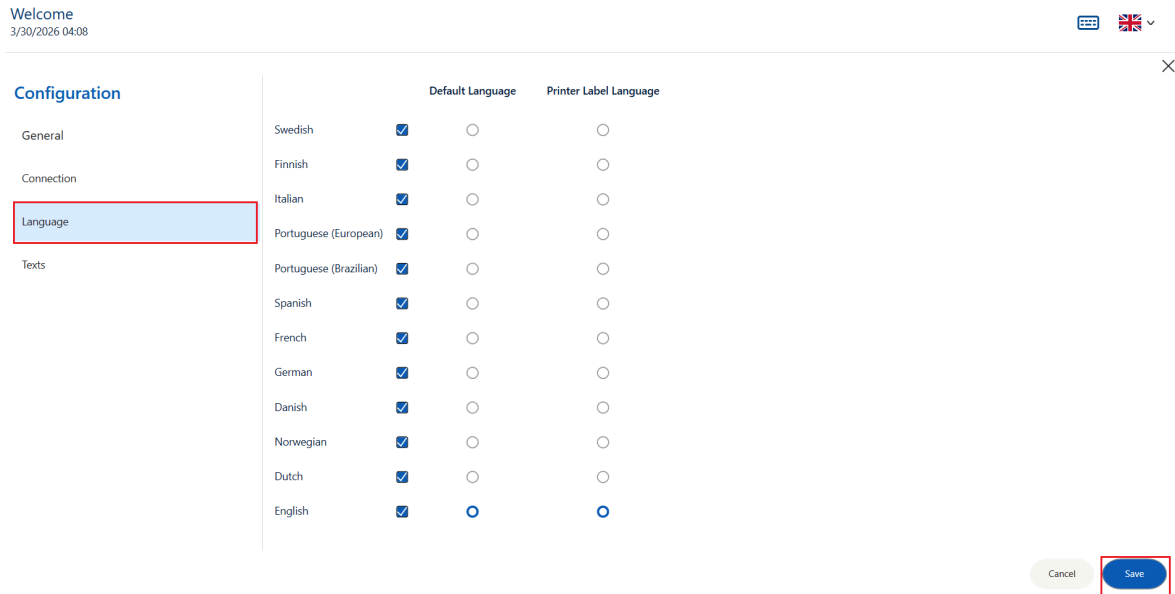 Welcome
3/30/2026 04:08
Configuration
General
Connection
Language
Texts
Default Language Printer Label Language
Swedish
Finnish
Italian
Portuguese (European)
Portuguese (Brazilian)
Spanish
French
German
Danish
Norwegian
Dutch
English
Cancel Save